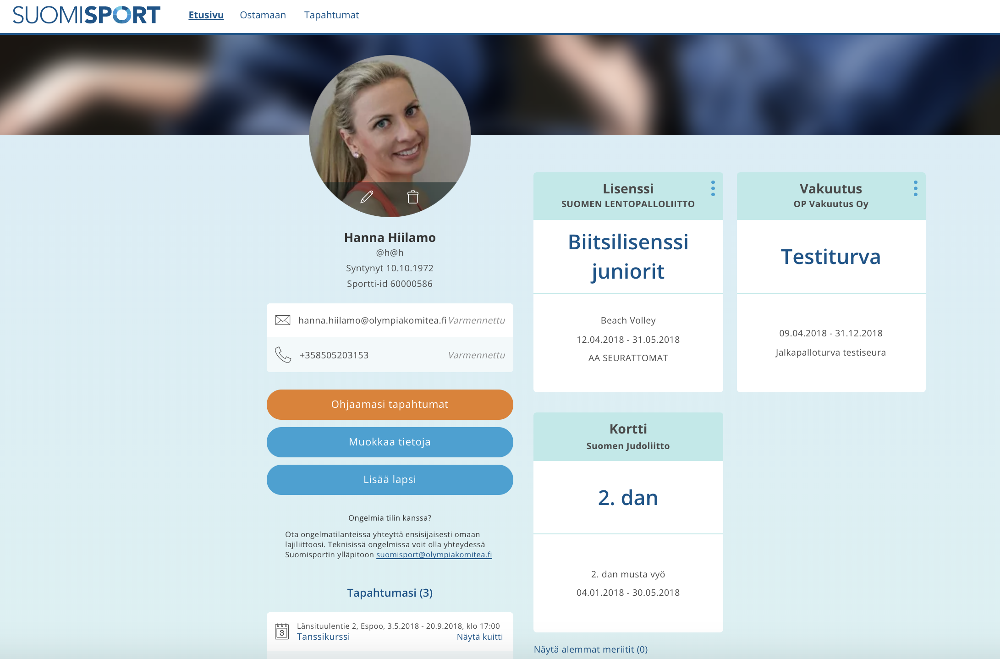 SUOMISPORT
Etusivu Ostamaan Tapahtumat
Hanna Hiilamo
@h@h
Syntynyt 10.10.1972
Sportti-id 60000586
hanna.hiilamo@olympiakomitea.fi Varmennettu
+358505203153 Varmennettu
Ohjaamasi tapahtumat
Muokkaa tietoja
Lisää lapsi
Ongelmia tilin kanssa?
Ota ongelmatilanteissa yhteyttä ensisijaisesti omaan
lajiliittoosi. Teknisissä ongelmissa voit olla yhteydessä
Suomisportin ylläpitoon suomisport@olympiakomitea.fi
Tapahtumasi (3)
3
Länsituulentie 2, Espoo, 3.5.2018 - 20.9.2018, klo 17:00
Tanssikurssi Näytä kuitti
Lisenssi
SUOMEN LENTOPALLOLIITTO
Biitsilisenssi
juniorit
Beach Volley
12.04.2018 - 31.05.2018
AA SEURATTOMAT
Vakuutus
OP Vakuutus Oy
Testiturva
09.04.2018 - 31.12.2018
Jalkapalloturva testiseura
Kortti
Suomen Judoliitto
2. dan
2. dan musta vyö
04.01.2018 - 30.05.2018
Näytä alemmat meriitit (0)